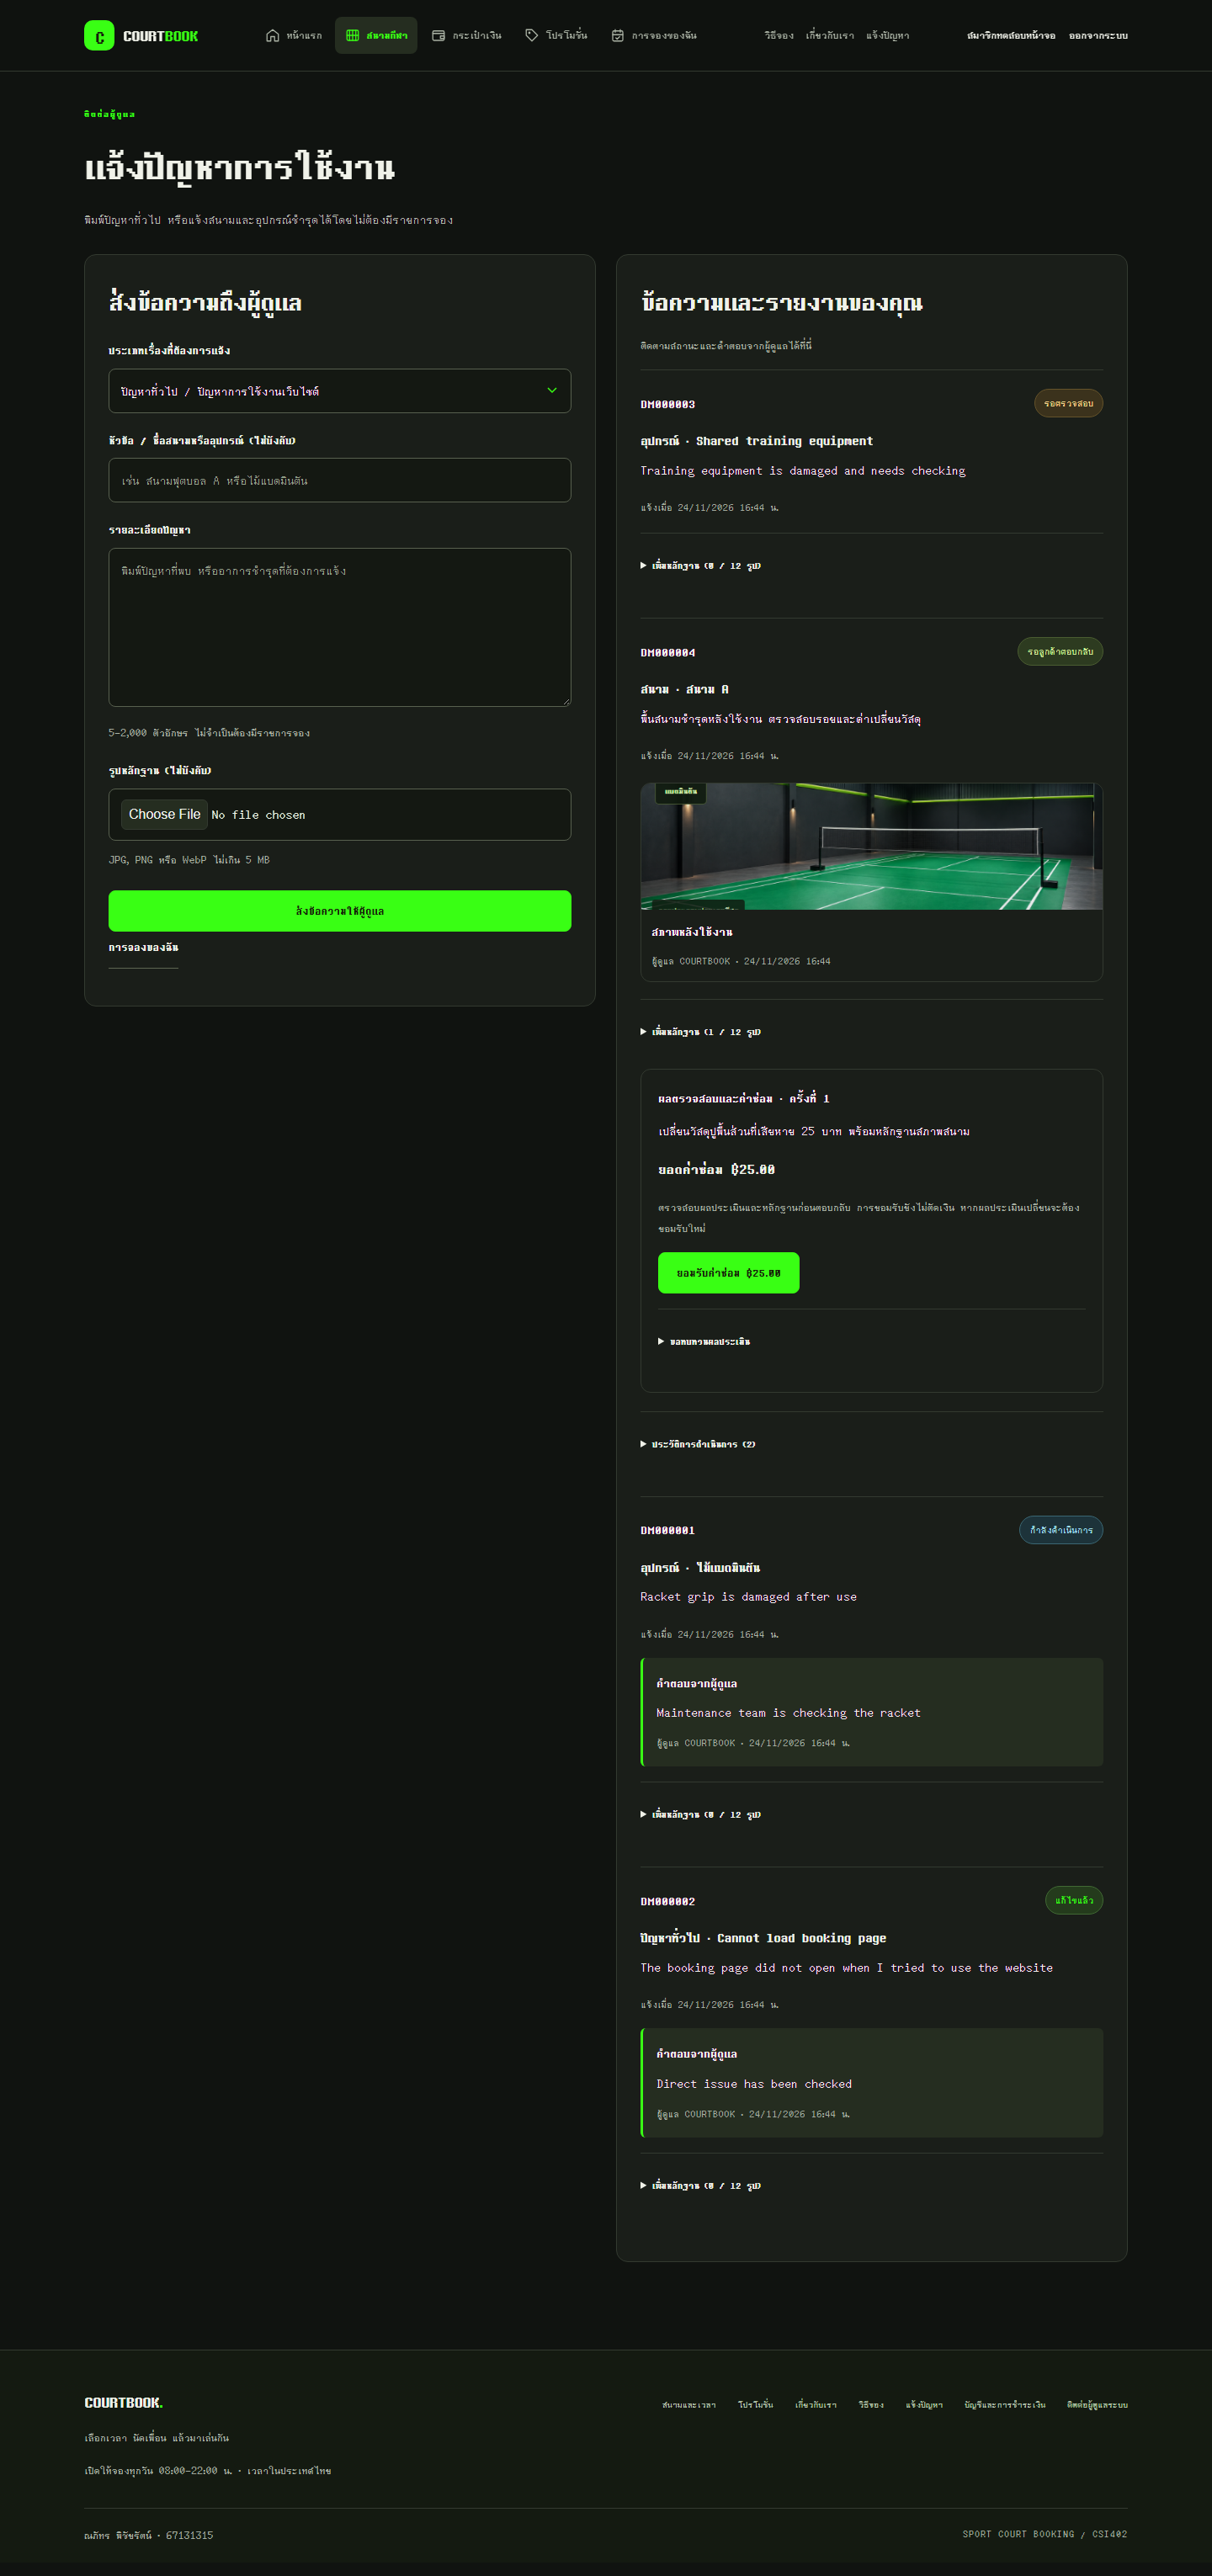 C COURTBOOK
หน้าแรก
สนามกีฬา
กระเป๋าเงิน
โปรโมชั่น
การจองของฉัน
วิธีจอง
เกี่ยวกับเรา
แจ้งปัญหา
สมาชิกทดสอบหน้าจอ
ออกจากระบบ
ติดต่อผู้ดูแล
แจ้งปัญหาการใช้งาน
พิมพ์ปัญหาทั่วไป หรือแจ้งสนามและอุปกรณ์ชำรุดได้โดยไม่ต้องมีรายการจอง
ส่งข้อความถึงผู้ดูแล
ประเภทเรื่องที่ต้องการแจ้ง
ปัญหาทั่วไป / ปัญหาการใช้งานเว็บไซต์
หัวข้อ / ชื่อสนามหรืออุปกรณ์ (ไม่บังคับ)
เช่น สนามฟุตบอล A หรือไม้แบดมินตัน
รายละเอียดปัญหา
พิมพ์ปัญหาที่พบ หรืออาการชำรุดที่ต้องการแจ้ง
5–2,000 ตัวอักษร ไม่จำเป็นต้องมีรายการจอง
รูปหลักฐาน (ไม่บังคับ)
Choose File No file chosen
JPG, PNG หรือ WebP ไม่เกิน 5 MB
ส่งข้อความให้ผู้ดูแล
การจองของฉัน
ข้อความและรายงานของคุณ
ติดตามสถานะและคำตอบจากผู้ดูแลได้ที่นี่
DM000003
รอตรวจสอบ
อุปกรณ์ · Shared training equipment
Training equipment is damaged and needs checking
แจ้งเมื่อ 24/11/2026 16:44 น.
เพิ่มหลักฐาน (0 / 12 รูป)
DM000004
รอลูกค้าตอบกลับ
สนาม · สนาม A
พื้นสนามชำรุดหลังใช้งาน ตรวจสอบรอยและค่าเปลี่ยนวัสดุ
แจ้งเมื่อ 24/11/2026 16:44 น.
แบดมินตัน
สภาพหลังใช้งาน
ผู้ดูแล COURTBOOK · 24/11/2026 16:44
เพิ่มหลักฐาน (1 / 12 รูป)
ผลตรวจสอบและค่าซ่อม · ครั้งที่ 1
เปลี่ยนวัสดุปูพื้นส่วนที่เสียหาย 25 บาท พร้อมหลักฐานสภาพสนาม
ยอดค่าซ่อม ฿25.00
ตรวจสอบผลประเมินและหลักฐานก่อนตอบกลับ การยอมรับยังไม่ตัดเงิน หากผลประเมินเปลี่ยนจะต้อง
ยอมรับใหม่
ยอมรับค่าซ่อม ฿25.00
ขอทบทวนผลประเมิน
ประวัติการดำเนินการ (2)
DM000001
กำลังดำเนินการ
อุปกรณ์ · ไม้แบดมินตัน
Racket grip is damaged after use
แจ้งเมื่อ 24/11/2026 16:44 น.
คำตอบจากผู้ดูแล
Maintenance team is checking the racket
ผู้ดูแล COURTBOOK · 24/11/2026 16:44 น.
เพิ่มหลักฐาน (0 / 12 รูป)
DM000002
แก้ไขแล้ว
ปัญหาทั่วไป · Cannot load booking page
The booking page did not open when I tried to use the website
แจ้งเมื่อ 24/11/2026 16:44 น.
คำตอบจากผู้ดูแล
Direct issue has been checked
ผู้ดูแล COURTBOOK · 24/11/2026 16:44 น.
เพิ่มหลักฐาน (0 / 12 รูป)
COURTBOOK.
สนามและเวลา
โปรโมชั่น
เกี่ยวกับเรา
วิธีจอง
แจ้งปัญหา
บัญชีและการชำระเงิน
ติดต่อผู้ดูแลระบบ
เลือกเวลา นัดเพื่อน แล้วมาเล่นกัน
เปิดให้จองทุกวัน 08:00–22:00 น. · เวลาในประเทศไทย
ณภัทร พิรัชรัตน์ · 67131315
SPORT COURT BOOKING / CSI402